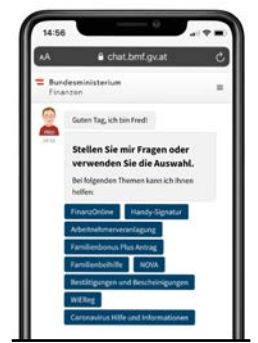 14:56
AA chat.bmf.gv.at
Bundesministerium
Finanzen
Guten Tag, ich bin Fred!
Stellen Sie mir Fragen oder
verwenden Sie die Auswahl.
Bei folgenden Themen kann ich Ihnen
helfen:
FinanzOnline Handy-Signatur
Arbeitnehmerveranlagung
Familienbonus Plus Antrag
Familienbeihilfe NOVA
Bestätigungen und Bescheinigungen
WiEReg
Coronavirus Hilfe und Informationen